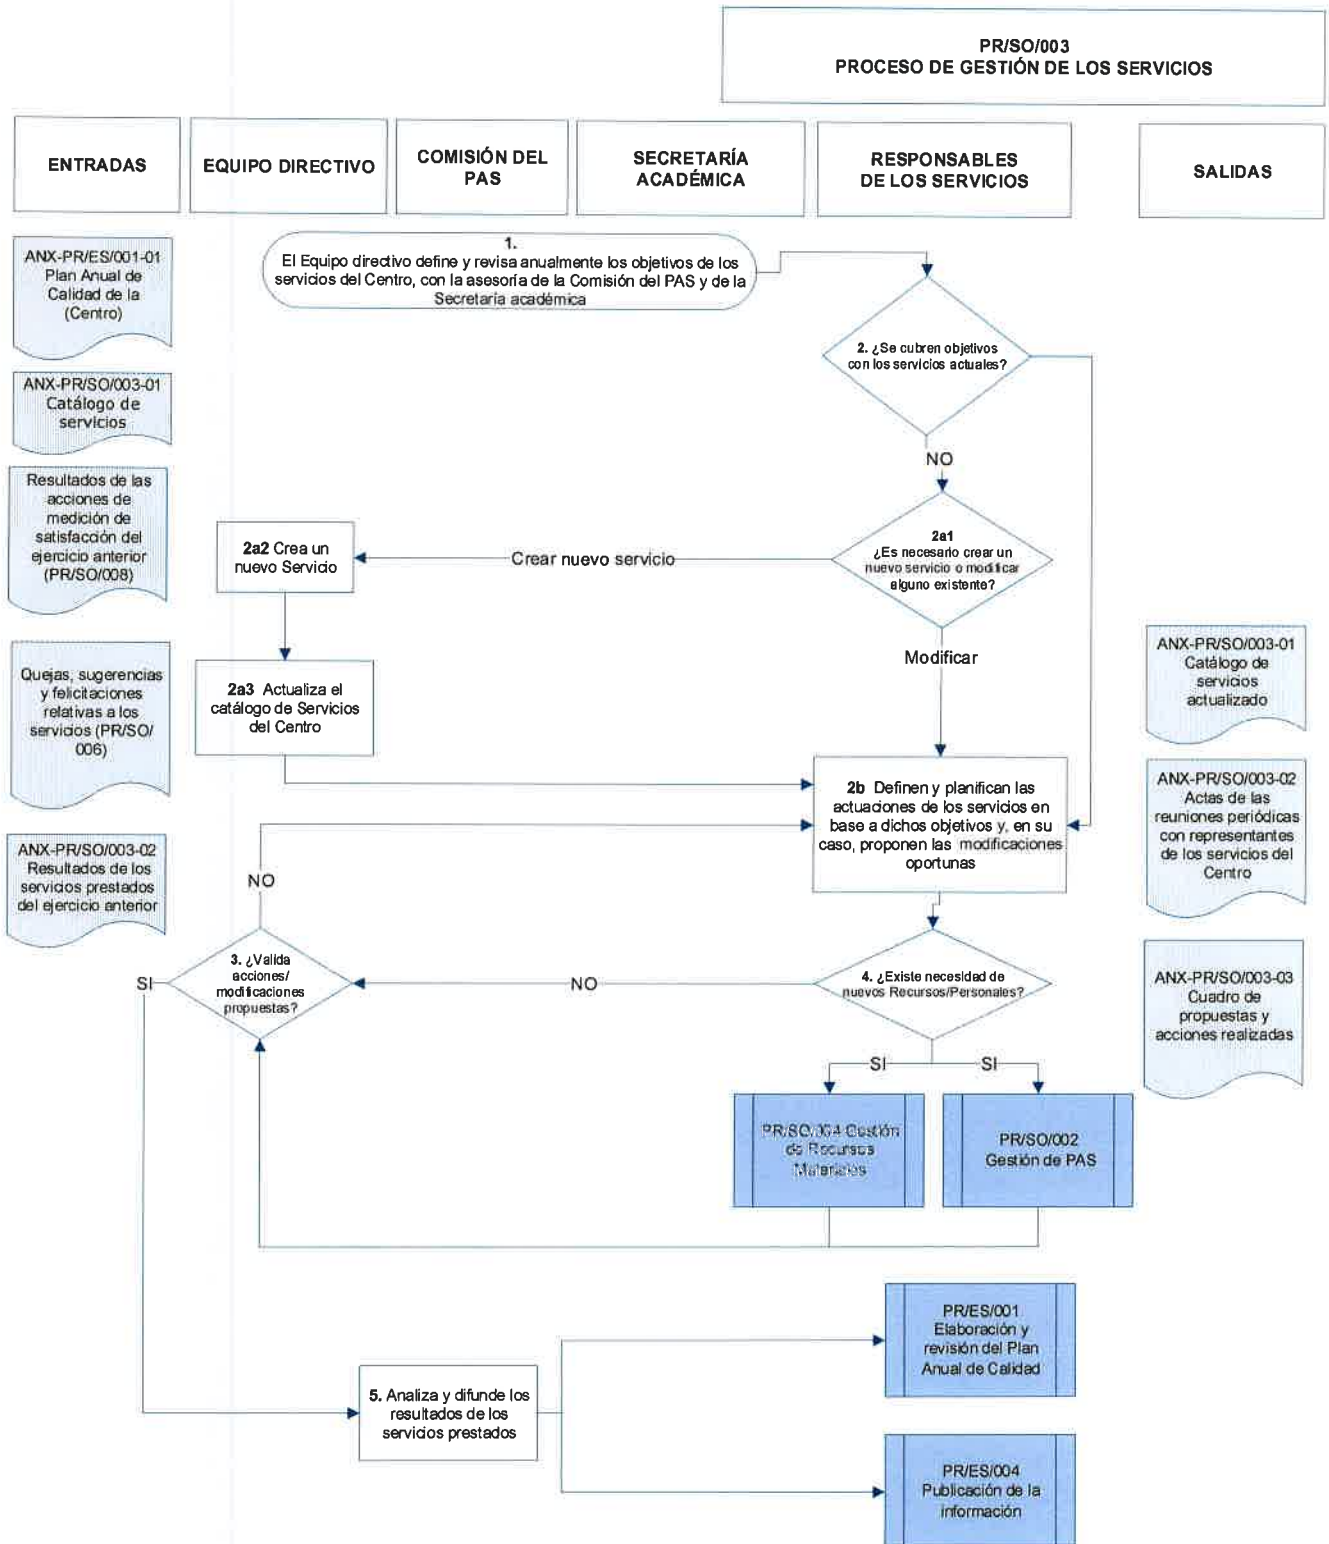 PR/SO/003
PROCESO DE GESTIÓN DE LOS SERVICIOS
ENTRADAS
EQUIPO DIRECTIVO
COMISIÓN DEL
PAS
SECRETARÍA
ACADÉMICA
RESPONSABLES
DE LOS SERVICIOS
SALIDAS
ANX-PR/ES/001-01
Plan Anual de
Calidad de la
(Centro)
ANX-PR/SO/003-01
Catálogo de
servicios
Resultados de las
acciones de
medición de
satisfacción del
ejercicio anterior
(PR/SO/008)
Quejas, sugerencias
y felicitaciones
relativas a los
servicios (PR/SO/
006)
ANX-PR/SO/003-02
Resultados de los
servicios prestados
del ejercicio anterior
1.
El Equipo directivo define y revisa anualmente los objetivos de los
servicios del Centro, con la asesoría de la Comisión del PAS y de la
Secretaría académica
2. ¿Se cubren objetivos
con los servicios actuales?
NO
2a1
¿Es necesario crear un
nuevo servicio o modificar
alguno existente?
Crear nuevo servicio
2a2 Crea un
nuevo Servicio
2a3 Actualiza el
catálogo de Servicios
del Centro
Modificar
2b Definen y planifican las
actuaciones de los servicios en
base a dichos objetivos y, en su
caso, proponen las modificaciones
oportunas
NO
3. ¿Valida
acciones/
modificaciones
propuestas?
SI
NO
4. ¿Existe necesidad de
nuevos Recursos/Personales?
SI
SI
PR/SO/004 Gestión
de Recursos
Materiales
PR/SO/002
Gestión de PAS
5. Analiza y difunde los
resultados de los
servicios prestados
PR/ES/001
Elaboración y
revisión del Plan
Anual de Calidad
PR/ES/004
Publicación de la
información
ANX-PR/SO/003-01
Catálogo de
servicios
actualizado
ANX-PR/SO/003-02
Actas de las
reuniones periódicas
con representantes
de los servicios del
Centro
ANX-PR/SO/003-03
Cuadro de
propuestas y
acciones realizadas